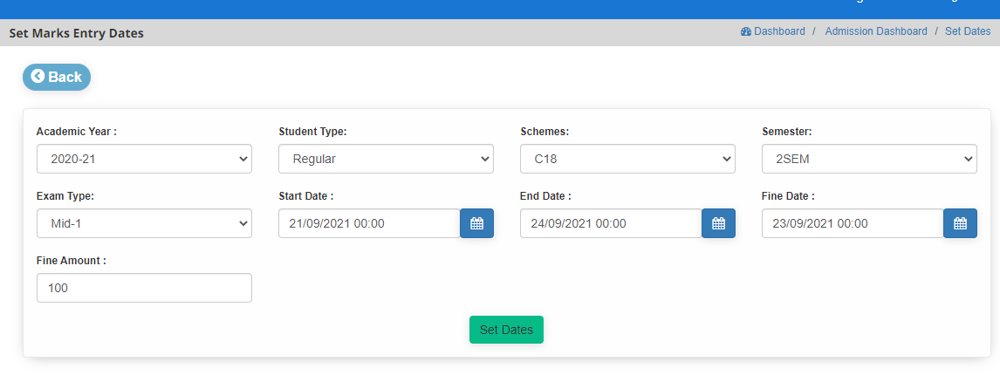 Set Marks Entry Dates
Dashboard / Admission Dashboard / Set Dates
Back
Academic Year : Student Type: Schemes: Semester:
2020-21 Regular C18 2SEM
Exam Type: Start Date : End Date : Fine Date :
Mid-1 21/09/2021 00:00 24/09/2021 00:00 23/09/2021 00:00
Fine Amount :
100
Set Dates